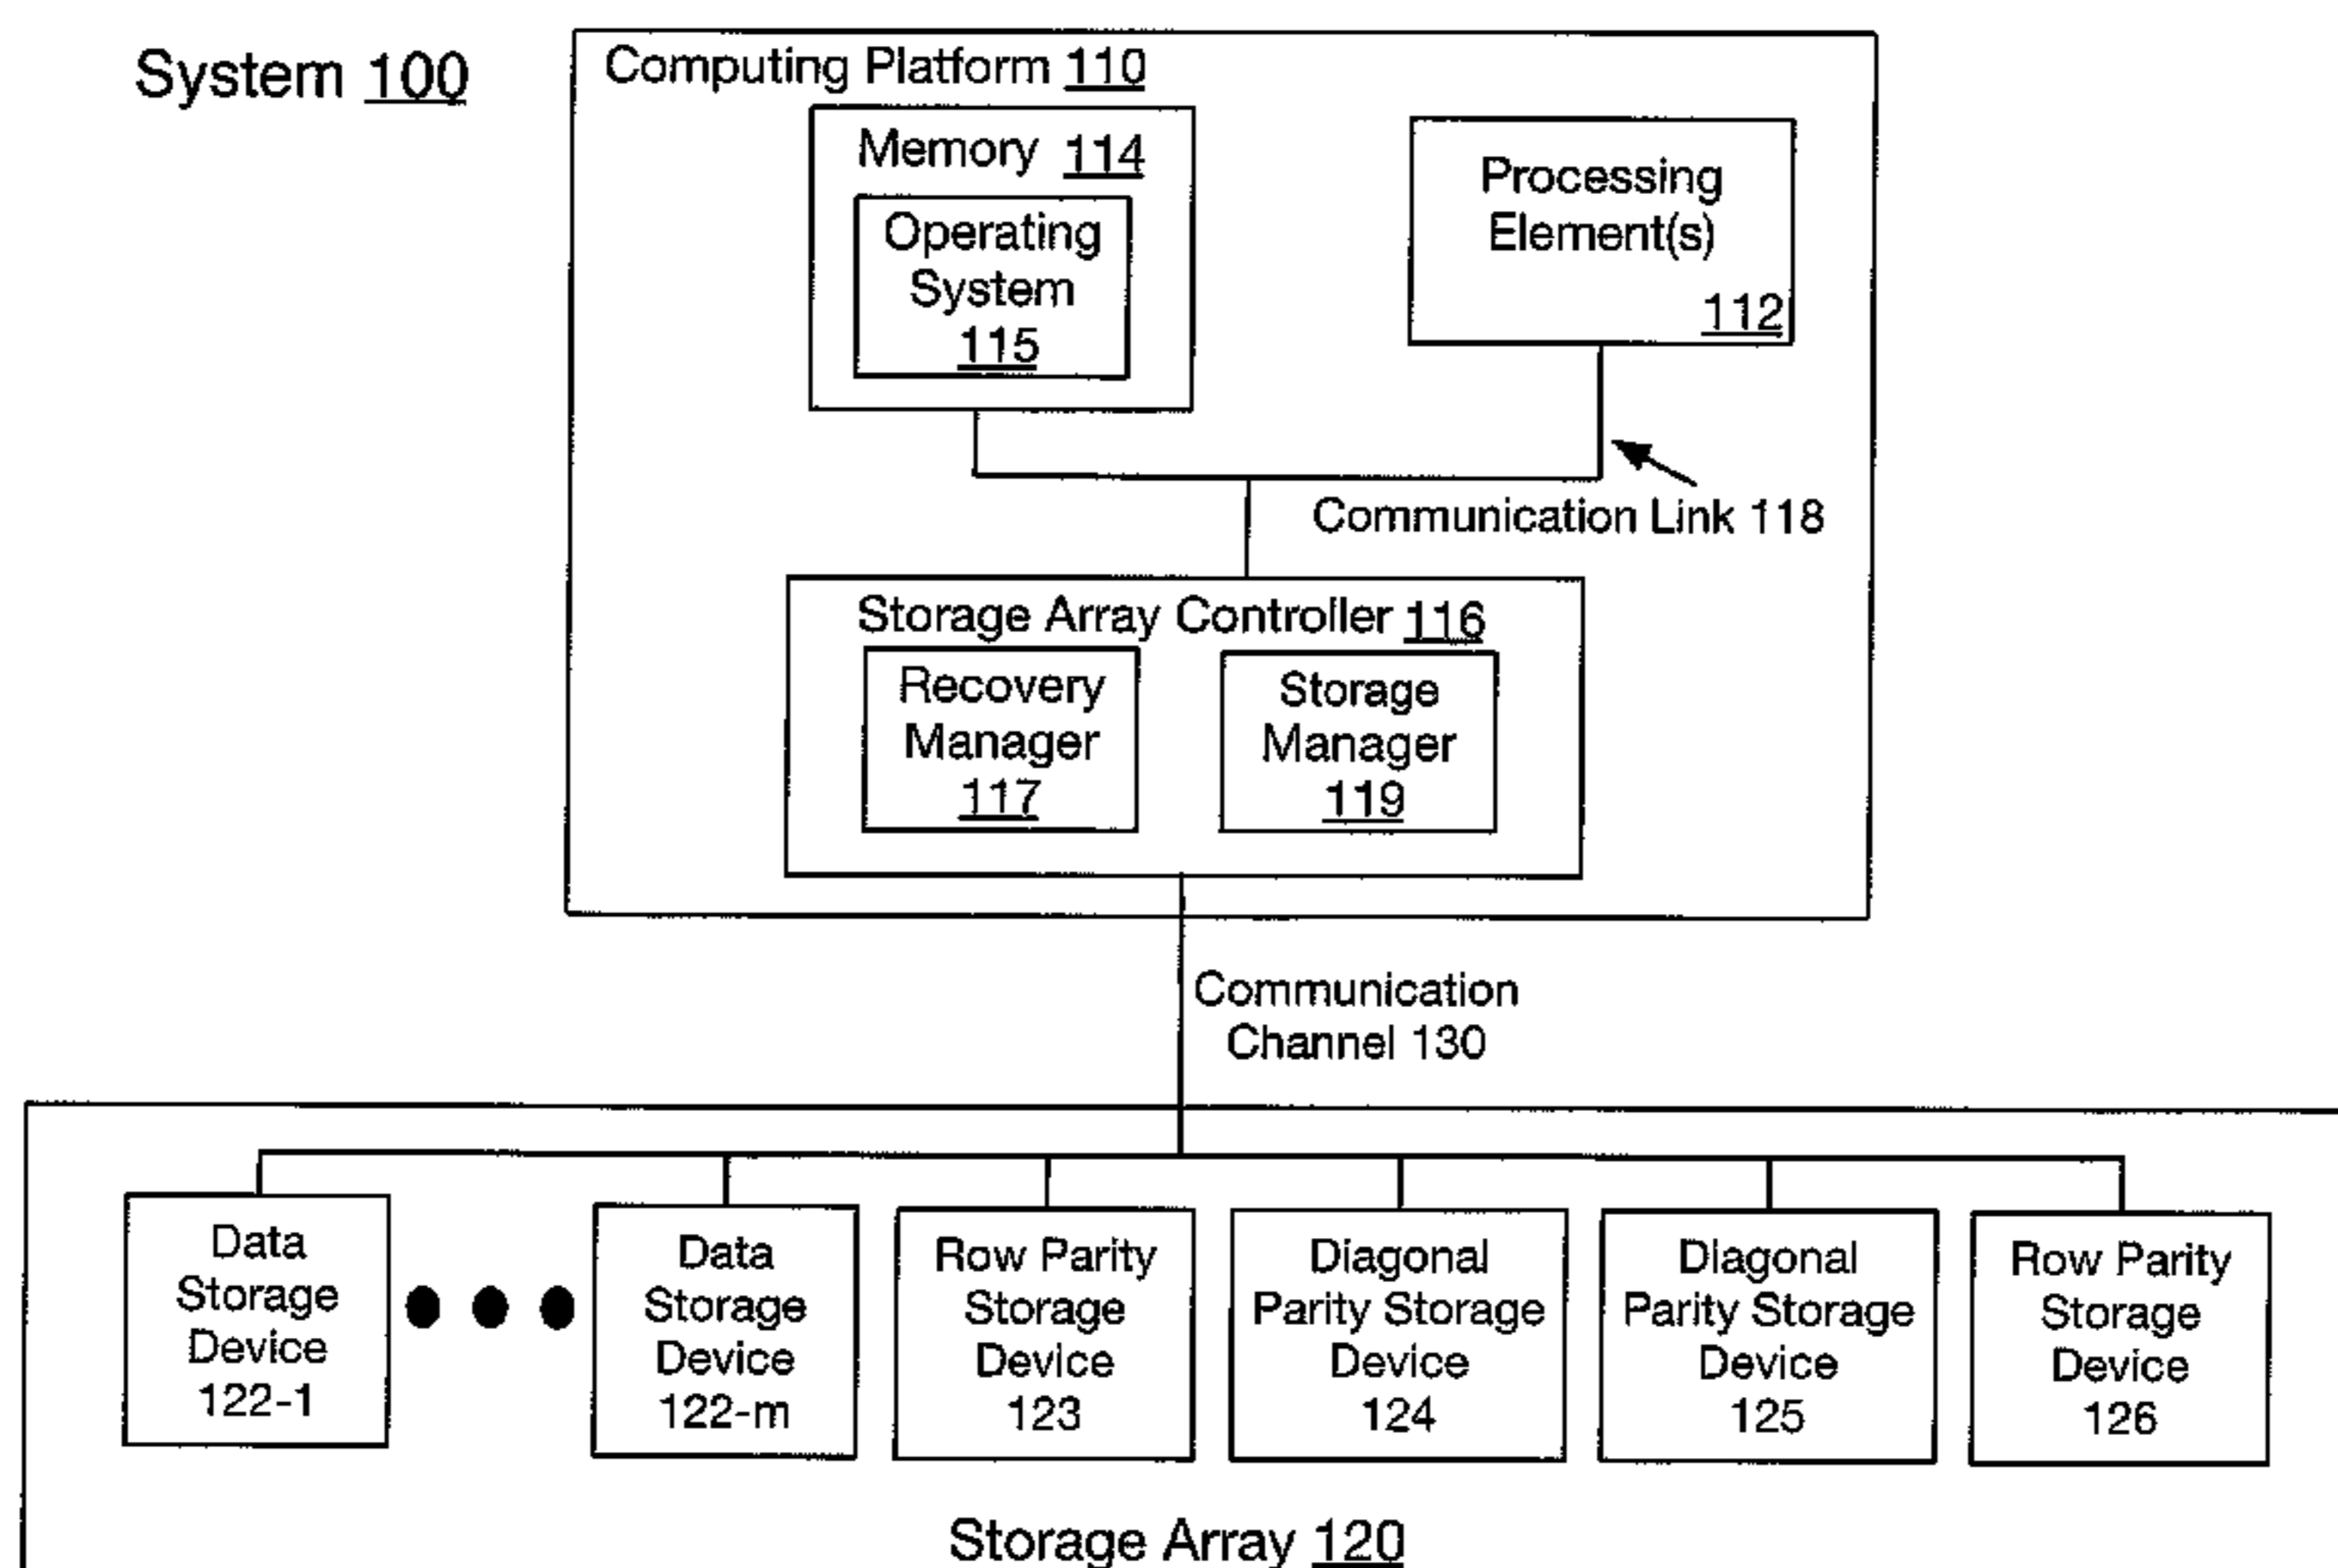 System 100
Computing Platform 110
Memory 114
Operating
System
115
Processing
Element(s)
112
Communication Link 118
Storage Array Controller 116
Recovery
Manager
117
Storage
Manager
119
Communication
Channel 130
Data
Storage
Device
122-1
Data
Storage
Device
122-m
Row Parity
Storage
Device
123
Diagonal
Parity Storage
Device
124
Diagonal
Parity Storage
Device
125
Row Parity
Storage
Device
126
Storage Array 120